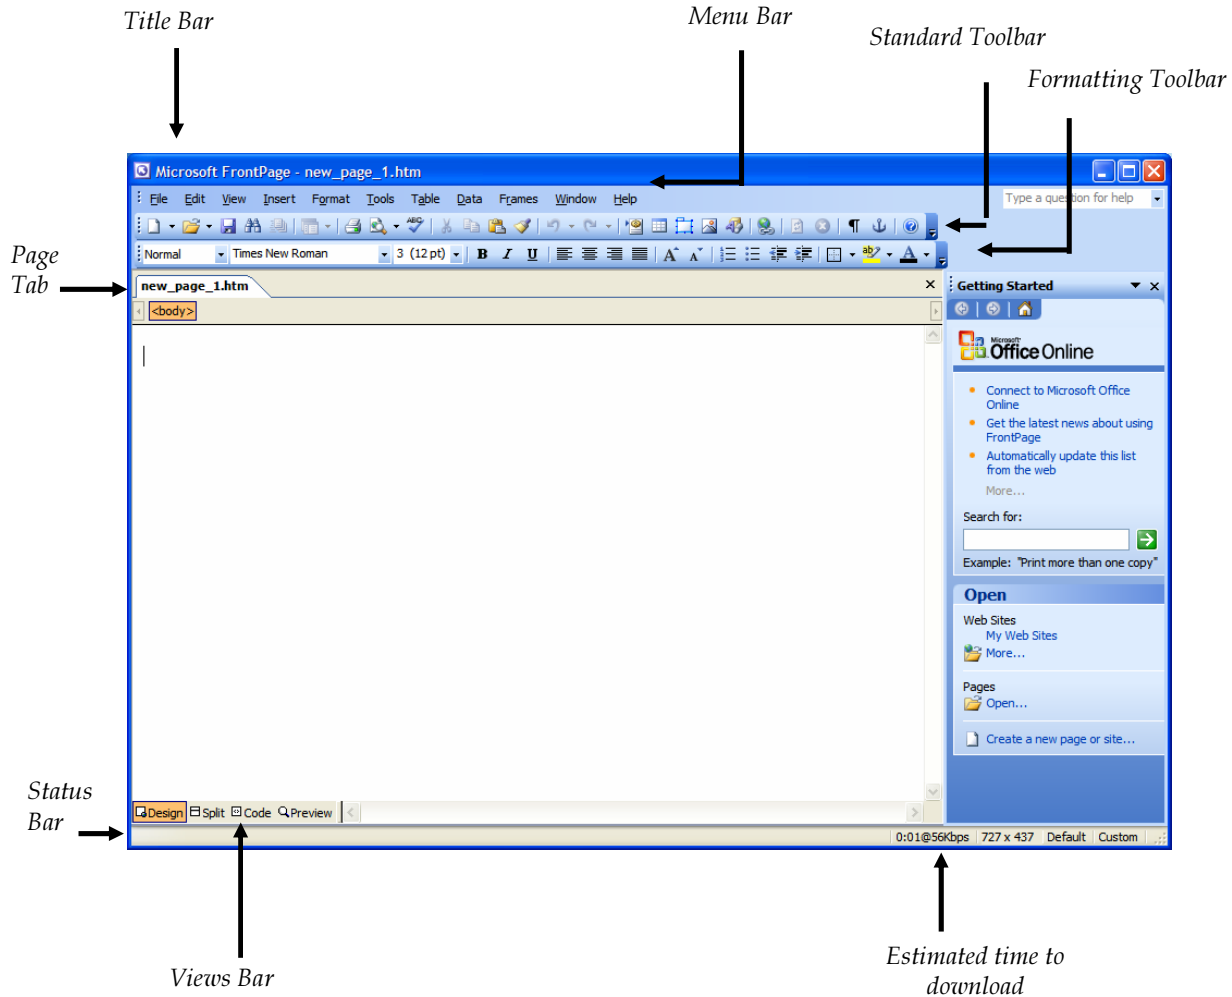 Title Bar
Menu Bar
Standard Toolbar
Formatting Toolbar
Microsoft FrontPage - new_page_1.htm
File Edit View Insert Format Tools Table Data Frames Window Help
Type a question for help
ABC
Normal Times New Roman 3 (12 pt) B I U A A ab A
Page
Tab
new_page_1.htm
<body>
Getting Started
Microsoft
Office Online
Connect to Microsoft Office
Online
Get the latest news about using
FrontPage
Automatically update this list
from the web
More...
Search for:
Example: "Print more than one copy"
Open
Web Sites
My Web Sites
More...
Pages
Open...
Create a new page or site...
Status
Bar
Design Split Code Preview
0:01@56Kbps 727 x 437 Default Custom
Views Bar
Estimated time to
download